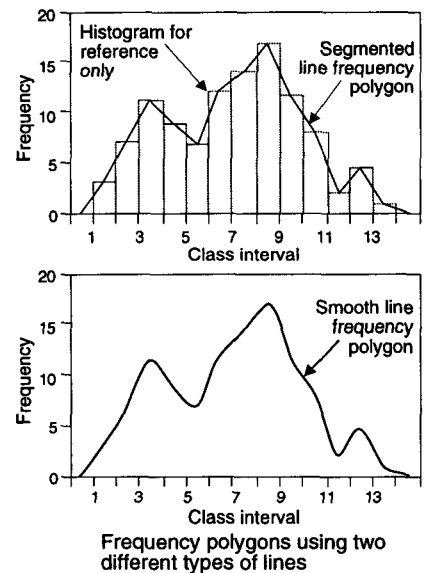 20
15
10
5
0
Frequency
Histogram for
reference
only
Segmented
line frequency
polygon
1 3 5 7 9 11 13
Class interval
20
15
10
5
0
Frequency
Smooth line
frequency
polygon
1 3 5 7 9 11 13
Class interval
Frequency polygons using two
different types of lines